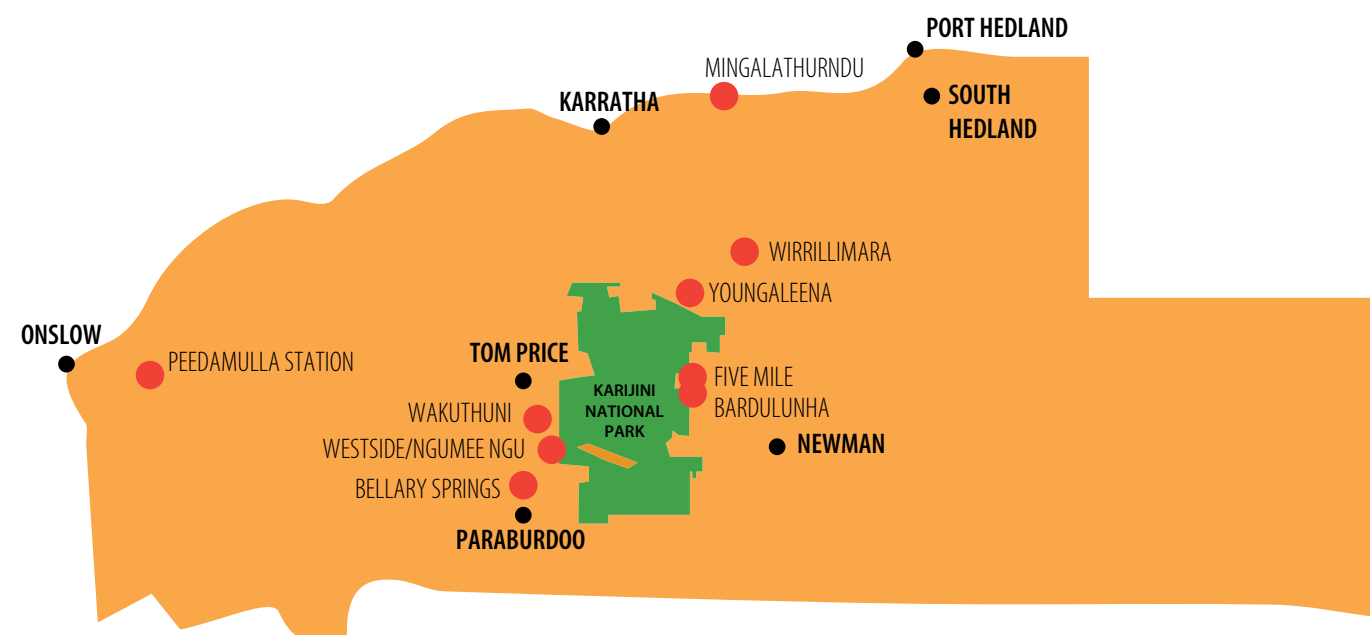 PORT HEDLAND
MINGALATHURNDU
KARRATHA
SOUTH
HEDLAND
WIRRILLIMARA
YOUNGALEENA
ONSLOW
PEEDAMULLA STATION
TOM PRICE
FIVE MILE
KARIJINI
NATIONAL
PARK
WAKUTHUNI
BARDULUNHA
WESTSIDE/NGUMEE NGU
NEWMAN
BELLARY SPRINGS
PARABURDOO